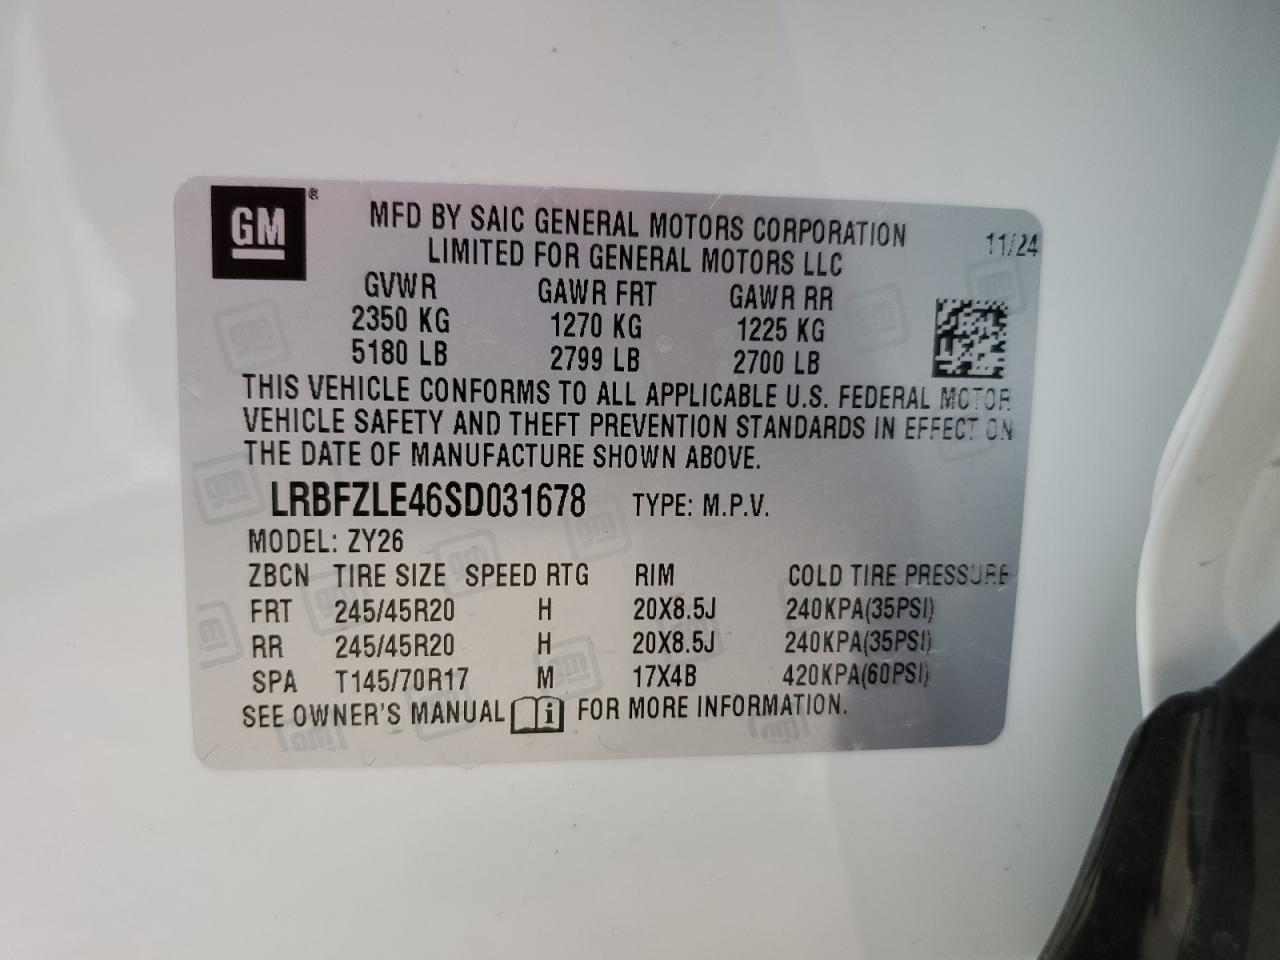 GM ®
MFD BY SAIC GENERAL MOTORS CORPORATION
LIMITED FOR GENERAL MOTORS LLC
11/24
GVWR GAWR FRT GAWR RR
2350 KG 1270 KG 1225 KG
5180 LB 2799 LB 2700 LB
THIS VEHICLE CONFORMS TO ALL APPLICABLE U.S. FEDERAL MOTOR
VEHICLE SAFETY AND THEFT PREVENTION STANDARDS IN EFFECT ON
THE DATE OF MANUFACTURE SHOWN ABOVE.
LRBFZLE46SD031678 TYPE: M.P.V.
MODEL: ZY26
ZBCN TIRE SIZE SPEED RTG RIM COLD TIRE PRESSURE
FRT 245/45R20 H 20X8.5J 240KPA(35PSI)
RR 245/45R20 H 20X8.5J 240KPA(35PSI)
SPA T145/70R17 M 17X4B 420KPA(60PSI)
SEE OWNER'S MANUAL i FOR MORE INFORMATION.